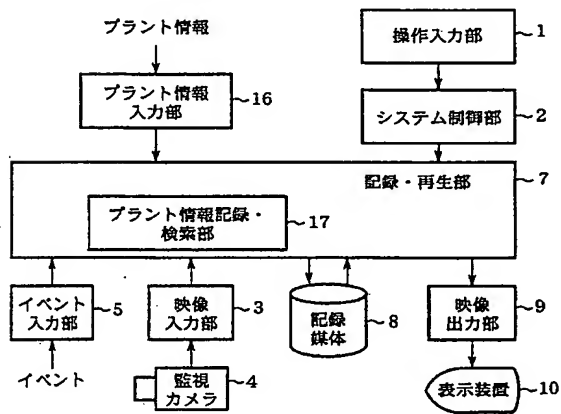 プラント情報
操作入力部
1
プラント情報
入力部
16
システム制御部
2
記録・再生部
7
プラント情報記録・
検索部
17
イベント
入力部
5
映像
入力部
3
記録
媒体
8
映像
出力部
9
イベント
監視
カメラ
4
表示装置
10